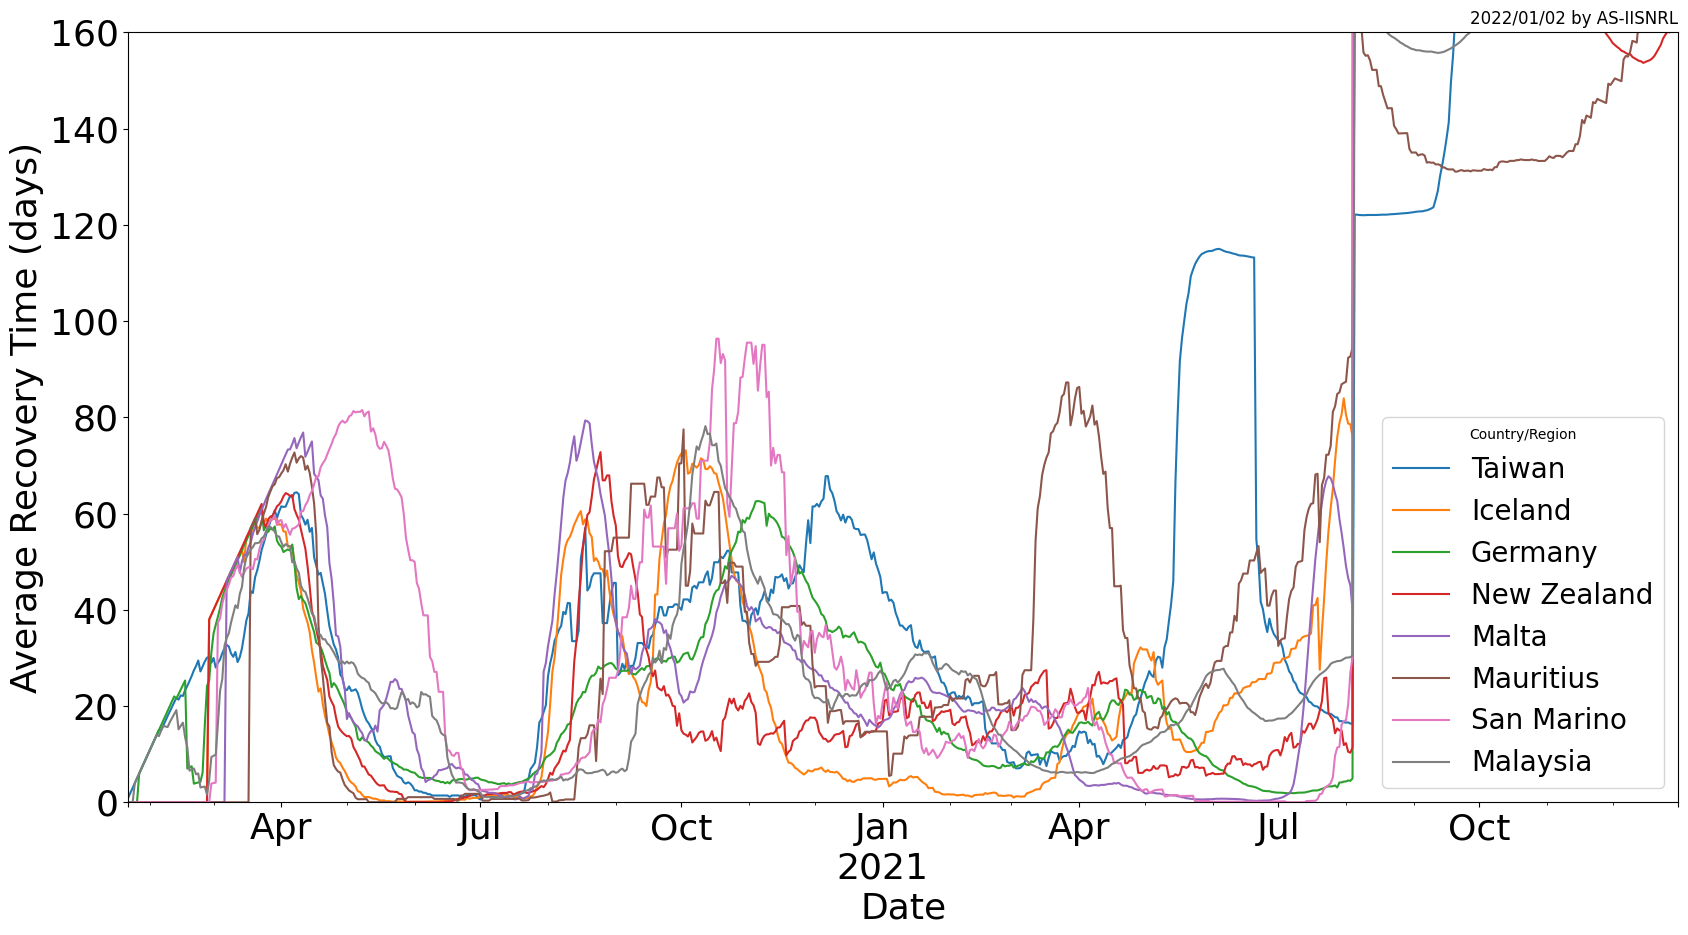 2022/01/02 by AS-IISNRL
Average Recovery Time (days)
160
140
120
100
80
60
40
20
0
Country/Region
Taiwan
Iceland
Germany
New Zealand
Malta
Mauritius
San Marino
Malaysia
Apr Jul Oct Jan Apr Jul Oct
2021
Date